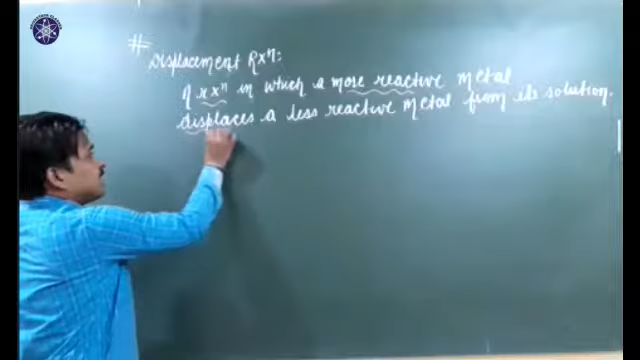 # Displacement Rxⁿ:
A rxⁿ in which a more reactive metal
displaces a less reactive metal from its solution.